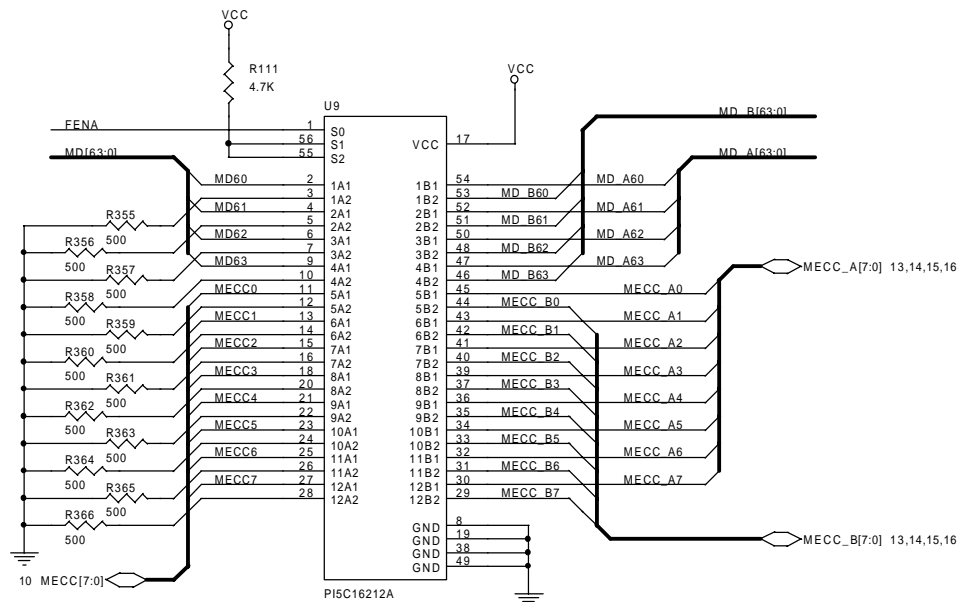 VCC
R111
4.7K
VCC
U9
FENA
1
S0
56
S1
55
S2
VCC
17
MD_B[63:0]
MD[63:0]
MD_A[63:0]
MD60 2 1A1 1B1 54 MD_A60
3 1A2 1B2 53 MD_B60
MD61 4 2A1 2B1 52 MD_A61
R355 5 2A2 2B2 51 MD_B61
500
MD62 6 3A1 3B1 50 MD_A62
R356 7 3A2 3B2 48 MD_B62
500
MD63 9 4A1 4B1 47 MD_A63
R357 10 4A2 4B2 46 MD_B63
500
MECC_A[7:0] 13,14,15,16
MECC0 11 5A1 5B1 45 MECC_A0
R358 12 5A2 5B2 44 MECC_B0
500
MECC1 13 6A1 6B1 43 MECC_A1
R359 14 6A2 6B2 42 MECC_B1
500
MECC2 15 7A1 7B1 41 MECC_A2
R360 16 7A2 7B2 40 MECC_B2
500
MECC3 18 8A1 8B1 39 MECC_A3
R361 20 8A2 8B2 37 MECC_B3
500
MECC4 21 9A1 9B1 36 MECC_A4
R362 22 9A2 9B2 35 MECC_B4
500
MECC5 23 10A1 10B1 34 MECC_A5
R363 24 10A2 10B2 33 MECC_B5
500
MECC6 25 11A1 11B1 32 MECC_A6
R364 26 11A2 11B2 31 MECC_B6
500
MECC7 27 12A1 12B1 30 MECC_A7
R365 28 12A2 12B2 29 MECC_B7
500
R366
500
GND 8
GND 19
GND 38
GND 49
MECC_B[7:0] 13,14,15,16
10 MECC[7:0]
PI5C16212A